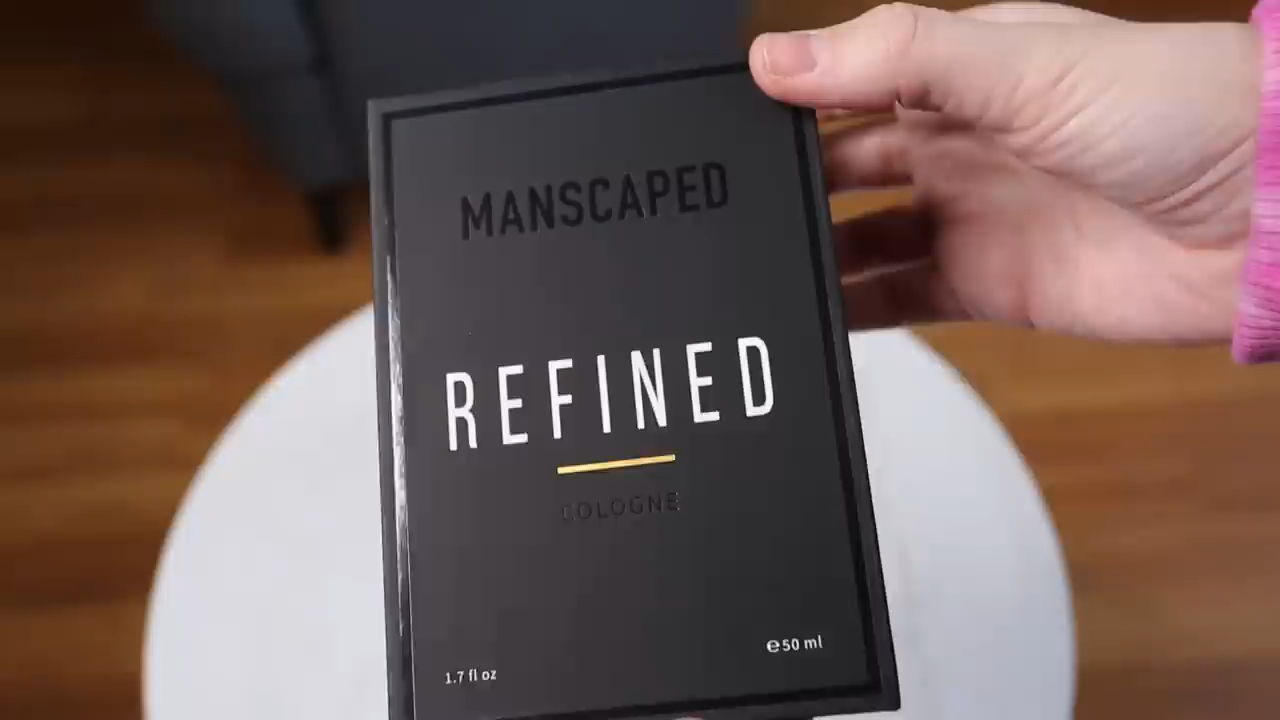 MANSCAPED
REFINED
COLOGNE
1.7 fl oz
℮50 ml